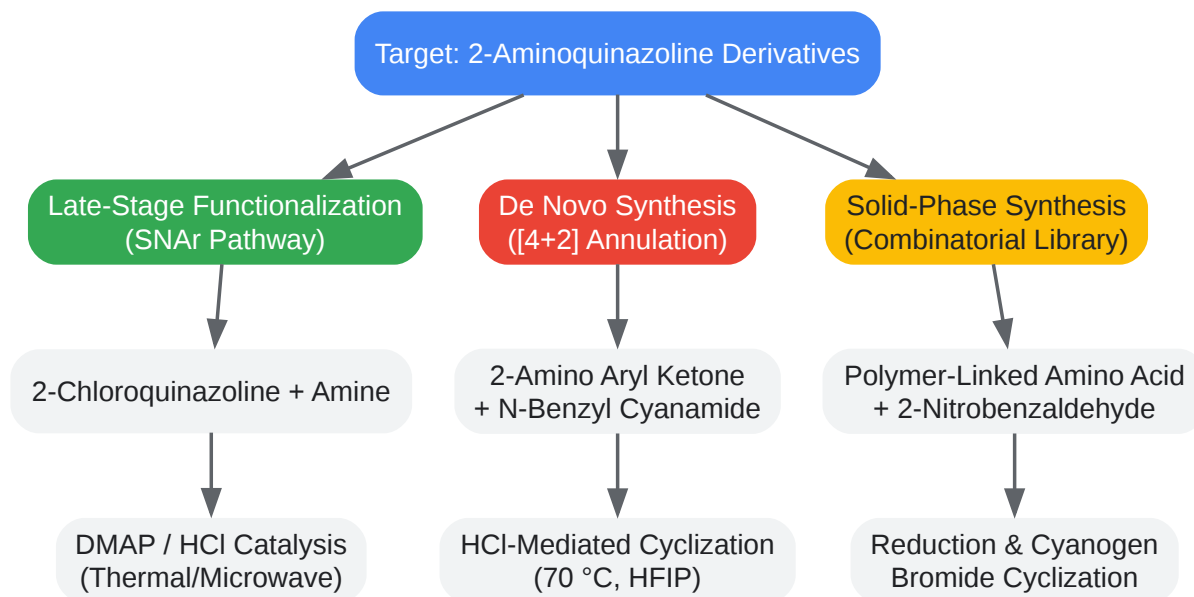 Target: 2-Aminoquinazoline Derivatives
Late-Stage Functionalization
(SNAr Pathway)
De Novo Synthesis
([4+2] Annulation)
Solid-Phase Synthesis
(Combinatorial Library)
2-Chloroquinazoline + Amine
2-Amino Aryl Ketone
+ N-Benzyl Cyanamide
Polymer-Linked Amino Acid
+ 2-Nitrobenzaldehyde
DMAP / HCl Catalysis
(Thermal/Microwave)
HCl-Mediated Cyclization
(70 °C, HFIP)
Reduction & Cyanogen
Bromide Cyclization